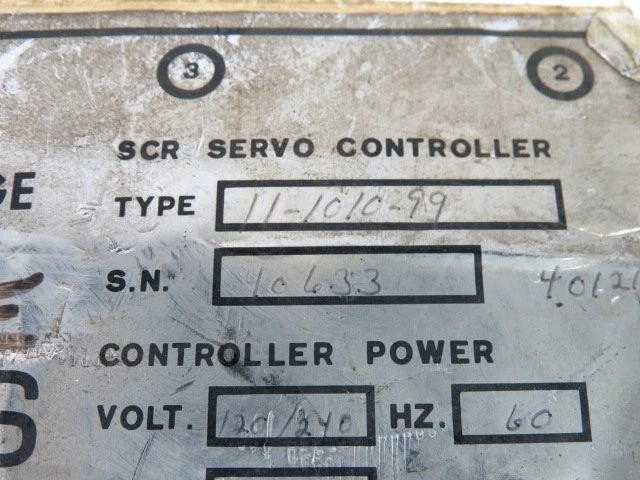 3 2
SCR SERVO CONTROLLER
GE
TYPE 11-1010-99
S.N. 40633
CONTROLLER POWER
VOLT. 120/240 HZ. 60